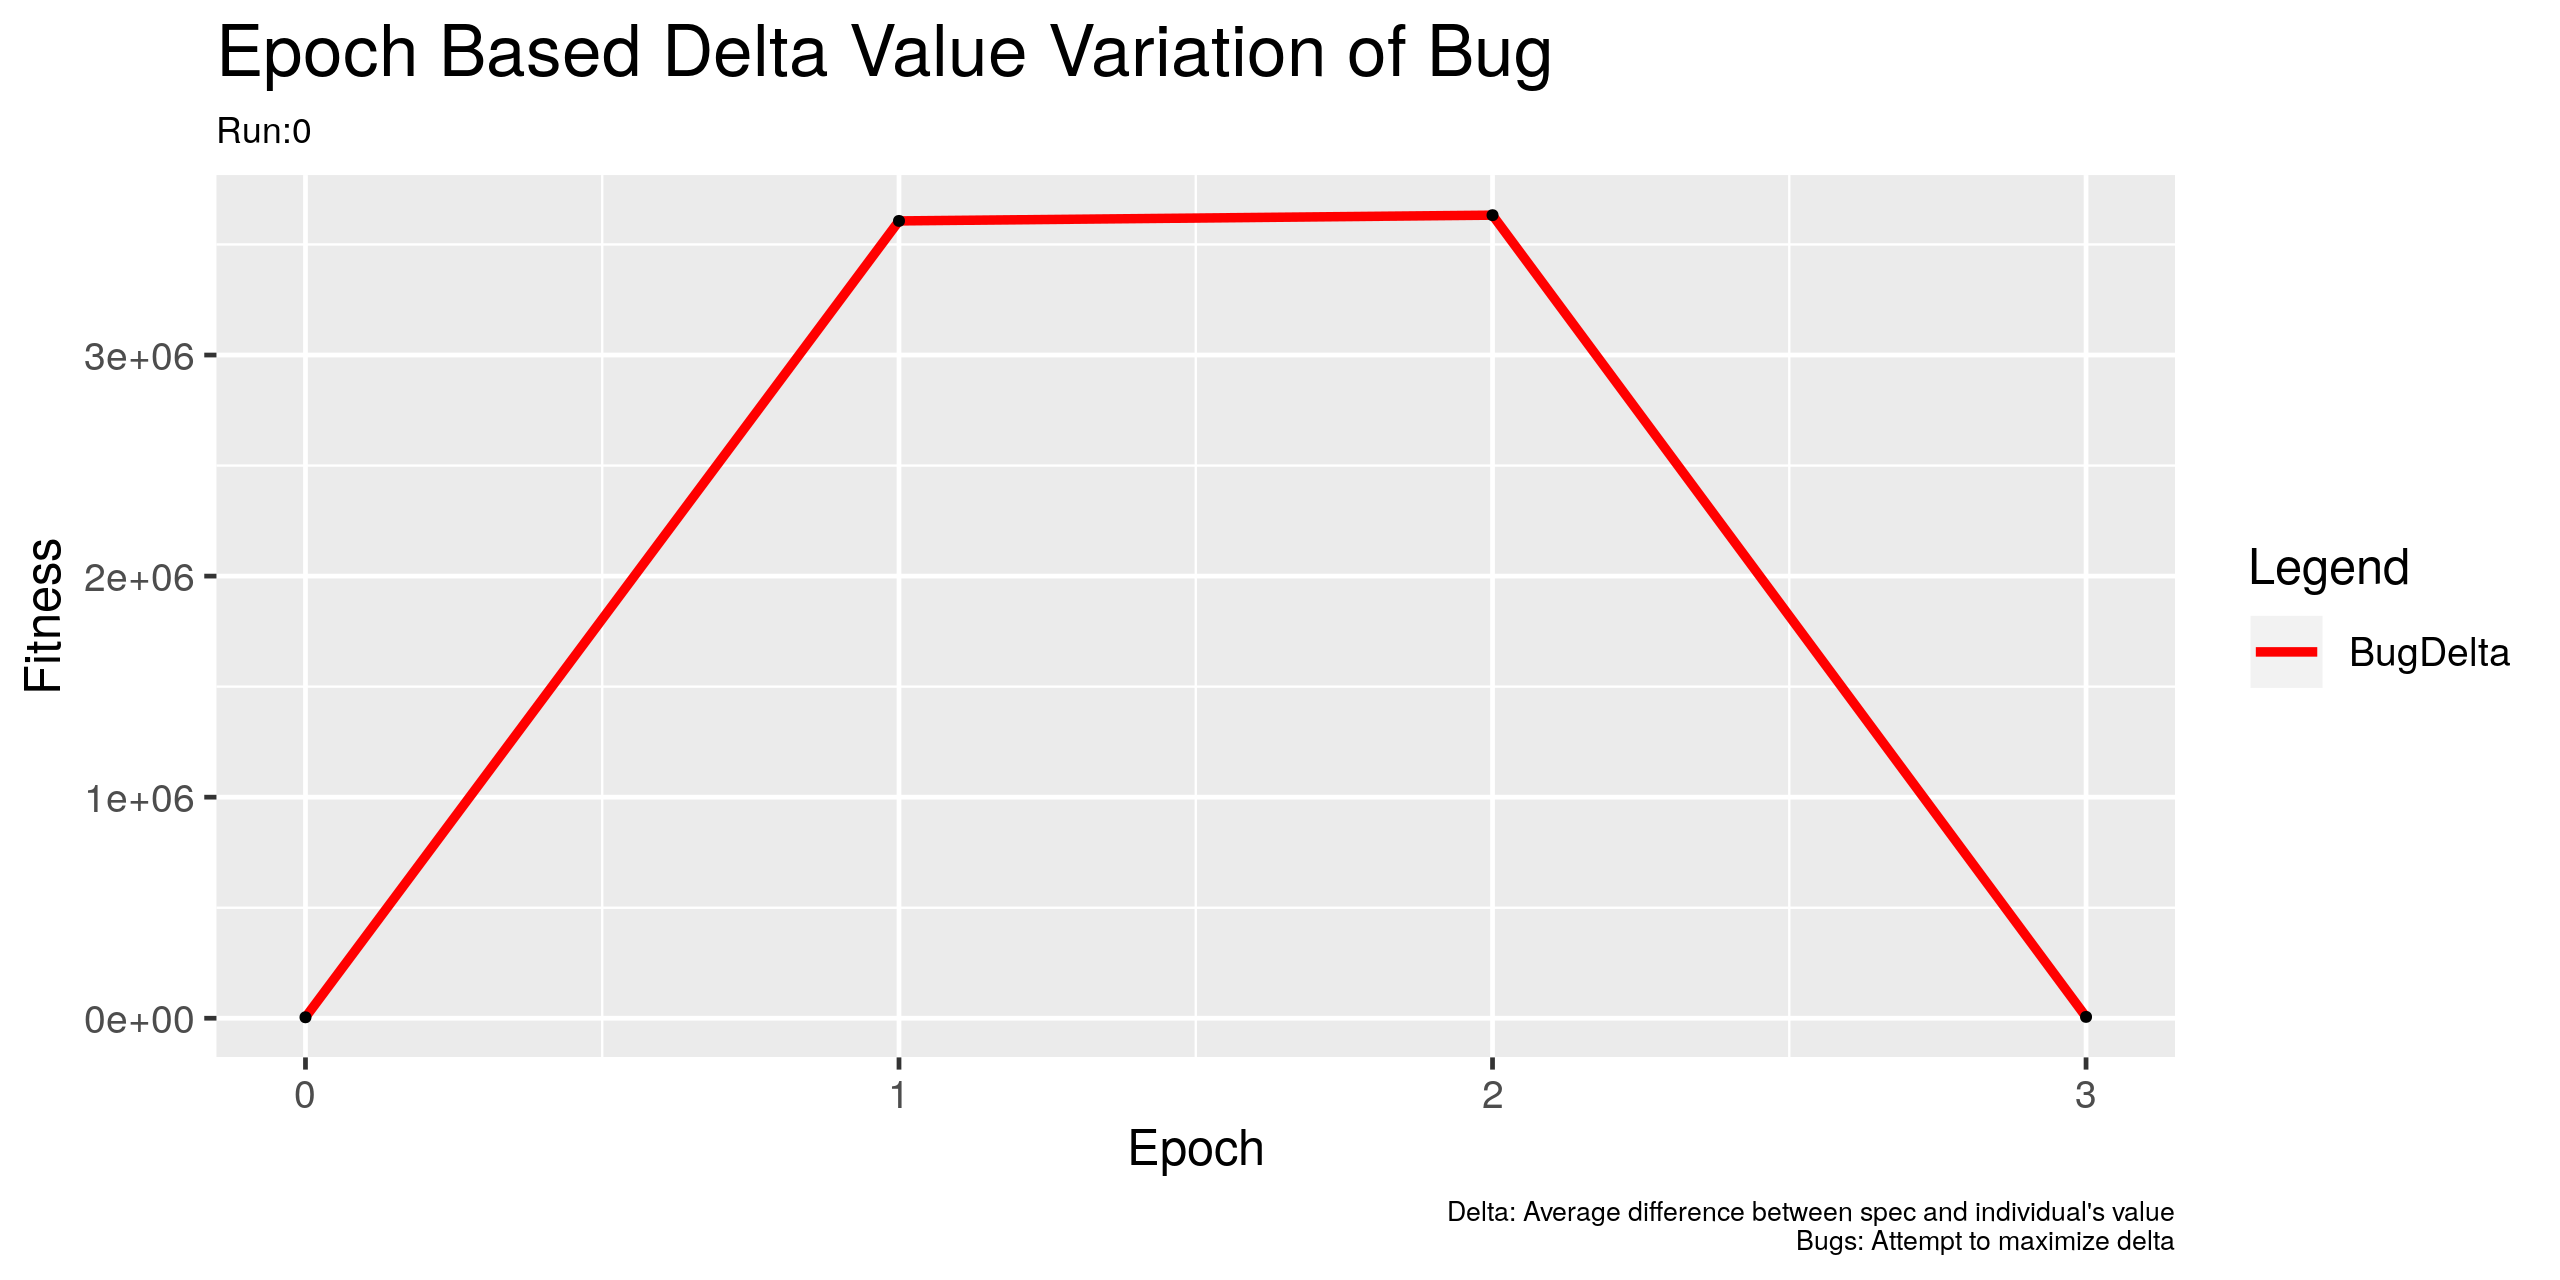 Epoch Based Delta Value Variation of Bug
Run:0
Fitness
3e+06
2e+06
1e+06
0e+00
0 1 2 3
Epoch
Legend
BugDelta
Delta: Average difference between spec and individual's value
Bugs: Attempt to maximize delta